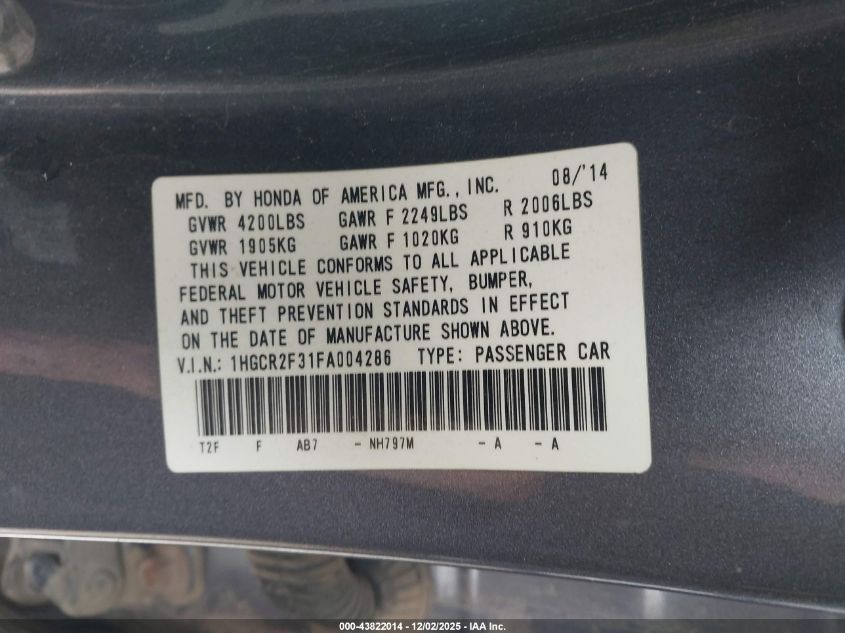 MFD. BY HONDA OF AMERICA MFG., INC. 08/'14
GVWR 4200LBS GAWR F 2249LBS R 2006LBS
GVWR 1905KG GAWR F 1020KG R 910KG
THIS VEHICLE CONFORMS TO ALL APPLICABLE
FEDERAL MOTOR VEHICLE SAFETY, BUMPER,
AND THEFT PREVENTION STANDARDS IN EFFECT
ON THE DATE OF MANUFACTURE SHOWN ABOVE.
V.I.N.: 1HGCR2F31FA004286 TYPE: PASSENGER CAR
T2F F AB7 - NH797M - A - A
000-43822014 - 12/02/2025 - IAA Inc.